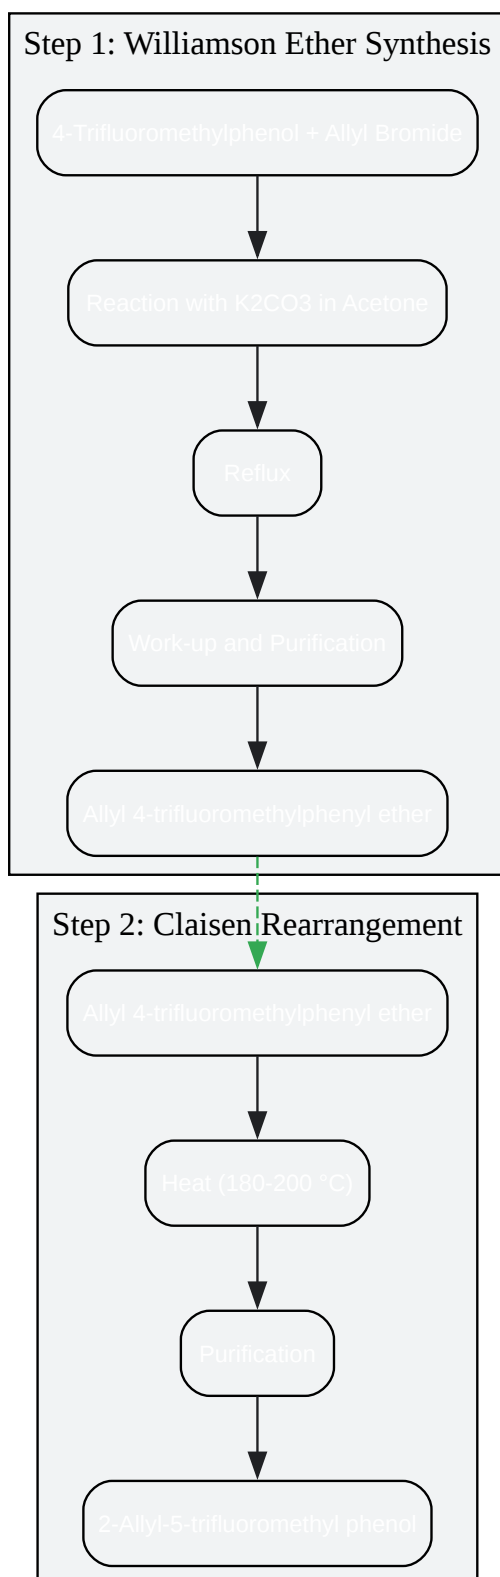 Step 1: Williamson Ether Synthesis
4-Trifluoromethylphenol + Allyl Bromide
Reaction with K2CO3 in Acetone
Reflux
Work-up and Purification
Allyl 4-trifluoromethylphenyl ether
Step 2: Claisen Rearrangement
Allyl 4-trifluoromethylphenyl ether
Heat (180-200 °C)
Purification
2-Allyl-5-trifluoromethyl phenol